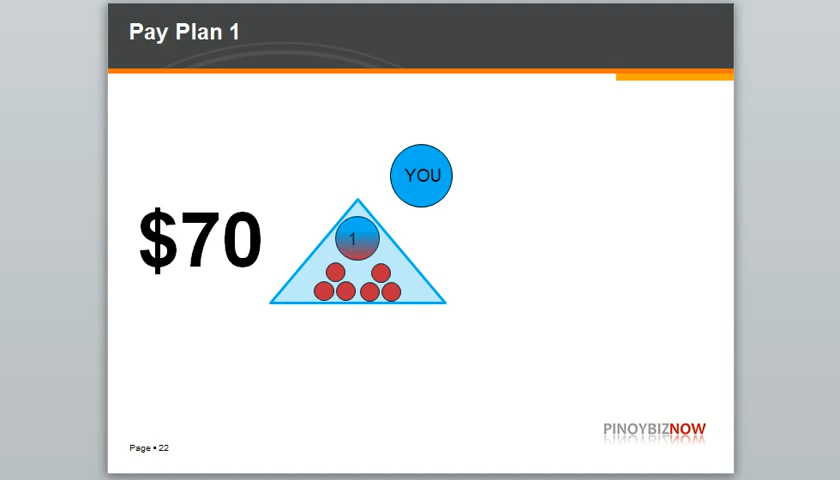 Pay Plan 1
YOU
$70
1
PINOYBIZNOW
Page ▪ 22